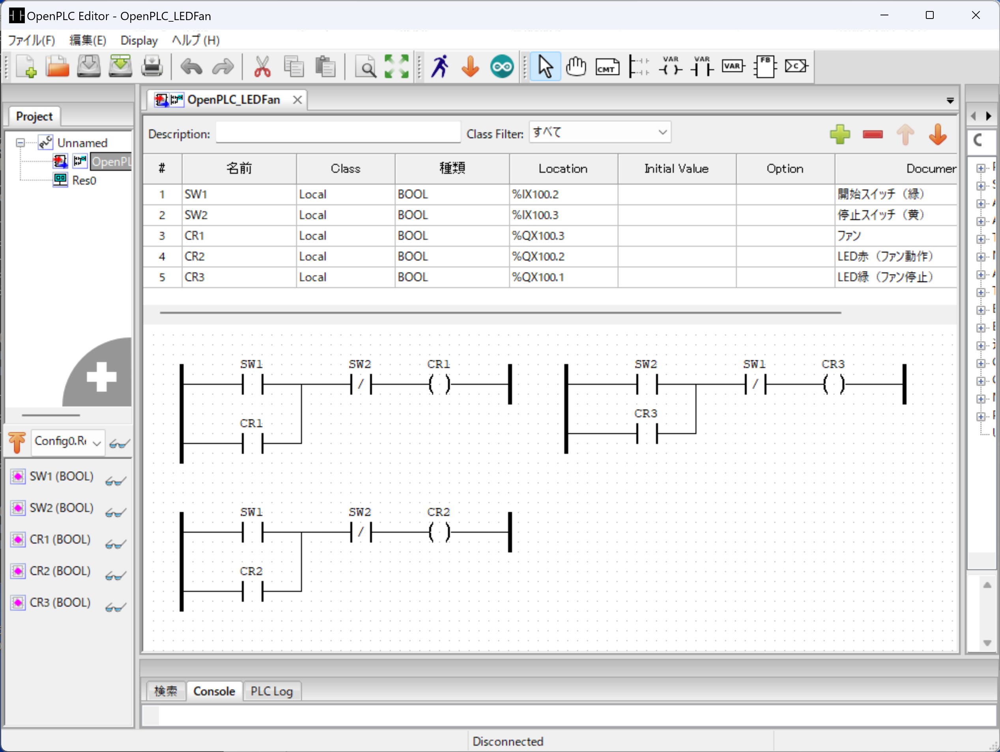 OpenPLC Editor - OpenPLC_LEDFan
ファイル(F) 編集(E) Display ヘルプ(H)
CMT VAR VAR VAR FB C
OpenPLC_LEDFan
Project
Description: Class Filter: すべて
Unnamed
PLC
OpenPL
Res0
# 名前 Class 種類 Location Initial Value Option Documen
1 SW1 Local BOOL %IX100.2 開始スイッチ（緑）
2 SW2 Local BOOL %IX100.3 停止スイッチ（黄）
3 CR1 Local BOOL %QX100.3 ファン
4 CR2 Local BOOL %QX100.2 LED赤（ファン動作）
5 CR3 Local BOOL %QX100.1 LED緑（ファン停止）
SW1 SW2 CR1
CR1
SW2 SW1 CR3
CR3
SW1 SW2 CR2
CR2
Config0.Re
SW1 (BOOL)
SW2 (BOOL)
CR1 (BOOL)
CR2 (BOOL)
CR3 (BOOL)
検索 Console PLC Log
Disconnected